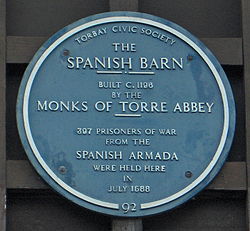 TORBAY CIVIC SOCIETY
THE
SPANISH BARN
BUILT C. 1196
BY THE
MONKS OF TORRE ABBEY
397 PRISONERS OF WAR
FROM THE
SPANISH ARMADA
WERE HELD HERE
IN
JULY 1588
92